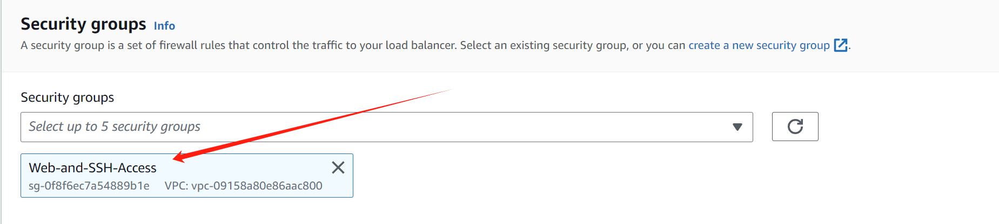 Security groups Info
A security group is a set of firewall rules that control the traffic to your load balancer. Select an existing security group, or you can create a new security group.
Security groups
Select up to 5 security groups
Web-and-SSH-Access
sg-0f8f6ec7a54889b1e VPC: vpc-09158a80e86aac800